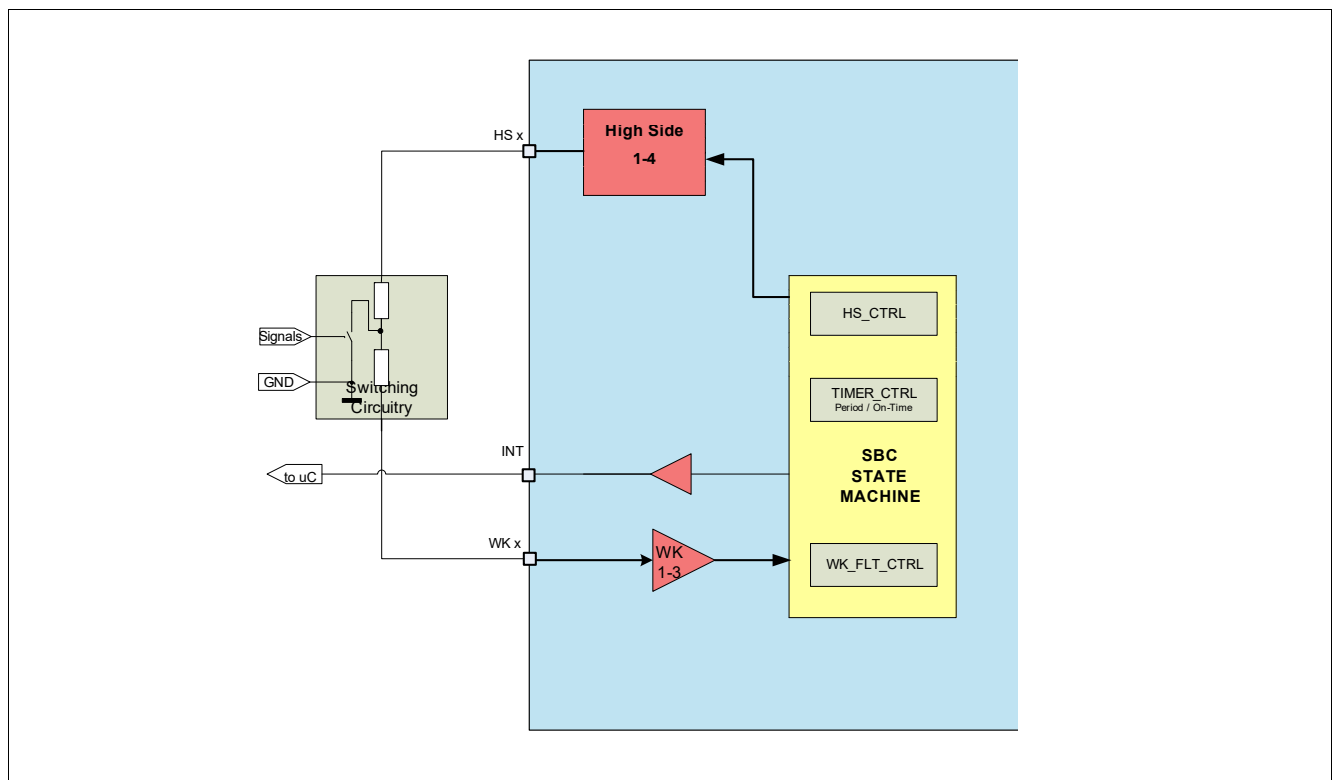 HS x
High Side
1-4
HS_CTRL
Signals
TIMER_CTRL
Period / On-Time
GND
Switching
Circuitry
INT
SBC
STATE
MACHINE
to uC
WK x
WK
1-3
WK_FLT_CTRL